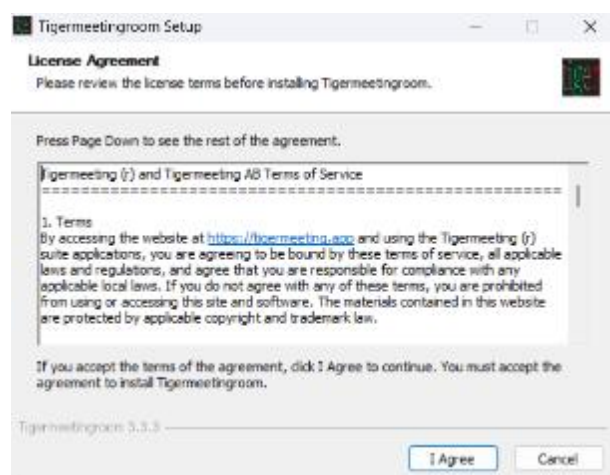 Tigermeetingroom Setup
License Agreement
Please review the license terms before installing Tigermeetingroom.
Press Page Down to see the rest of the agreement.
Tigermeeting (r) and Tigermeeting AB Terms of Service
================================================================
1. Terms
By accessing the website at https://tigermeeting.app and using the Tigermeeting (r)
suite applications, you are agreeing to be bound by these terms of service, all applicable
laws and regulations, and agree that you are responsible for compliance with any
applicable local laws. If you do not agree with any of these terms, you are prohibited
from using or accessing this site and software. The materials contained in this website
are protected by applicable copyright and trademark law.
If you accept the terms of the agreement, click I Agree to continue. You must accept the
agreement to install Tigermeetingroom.
Tigermeetingroom 3.3.3
I Agree Cancel